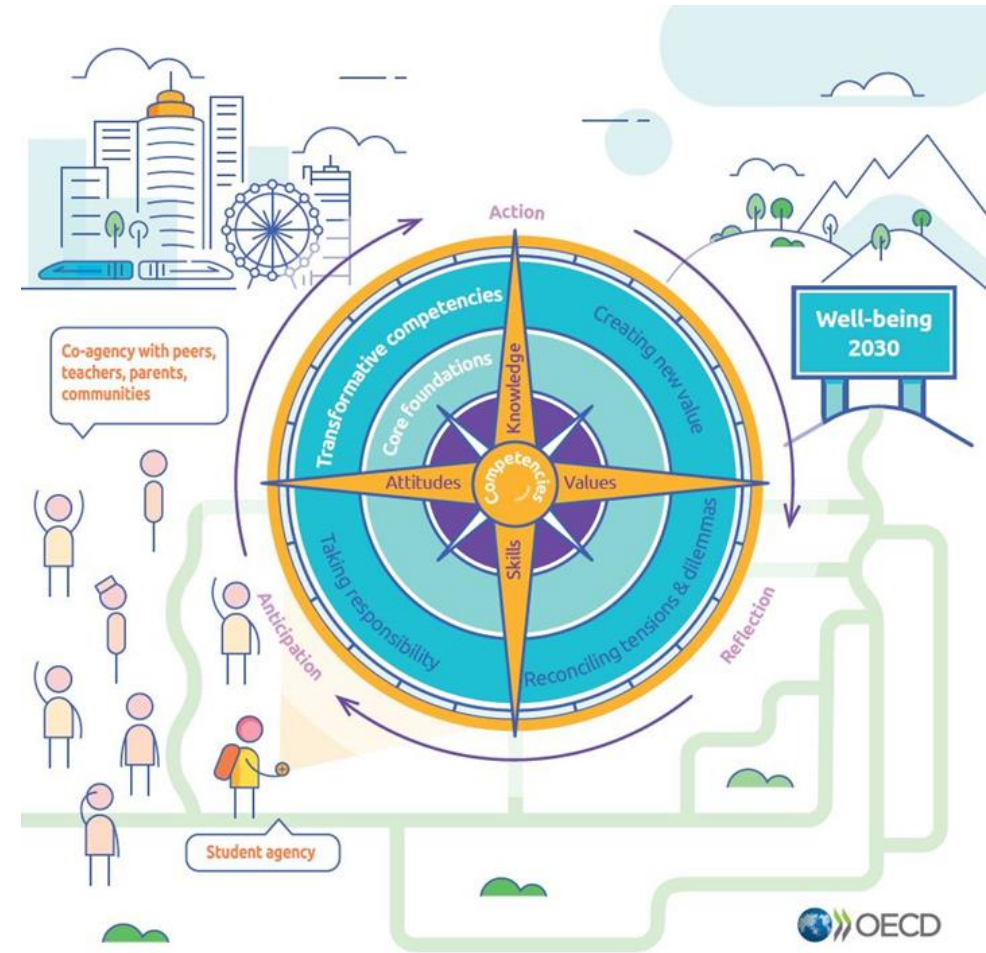 Action
Transformative competencies
Creating new value
Core foundations
Knowledge
Well-being
2030
Co-agency with peers,
teachers, parents,
communities
Attitudes
Competencies
Values
Skills
Taking responsibility
Reconciling tensions & dilemmas
Anticipation
Reflection
Student agency
OECD